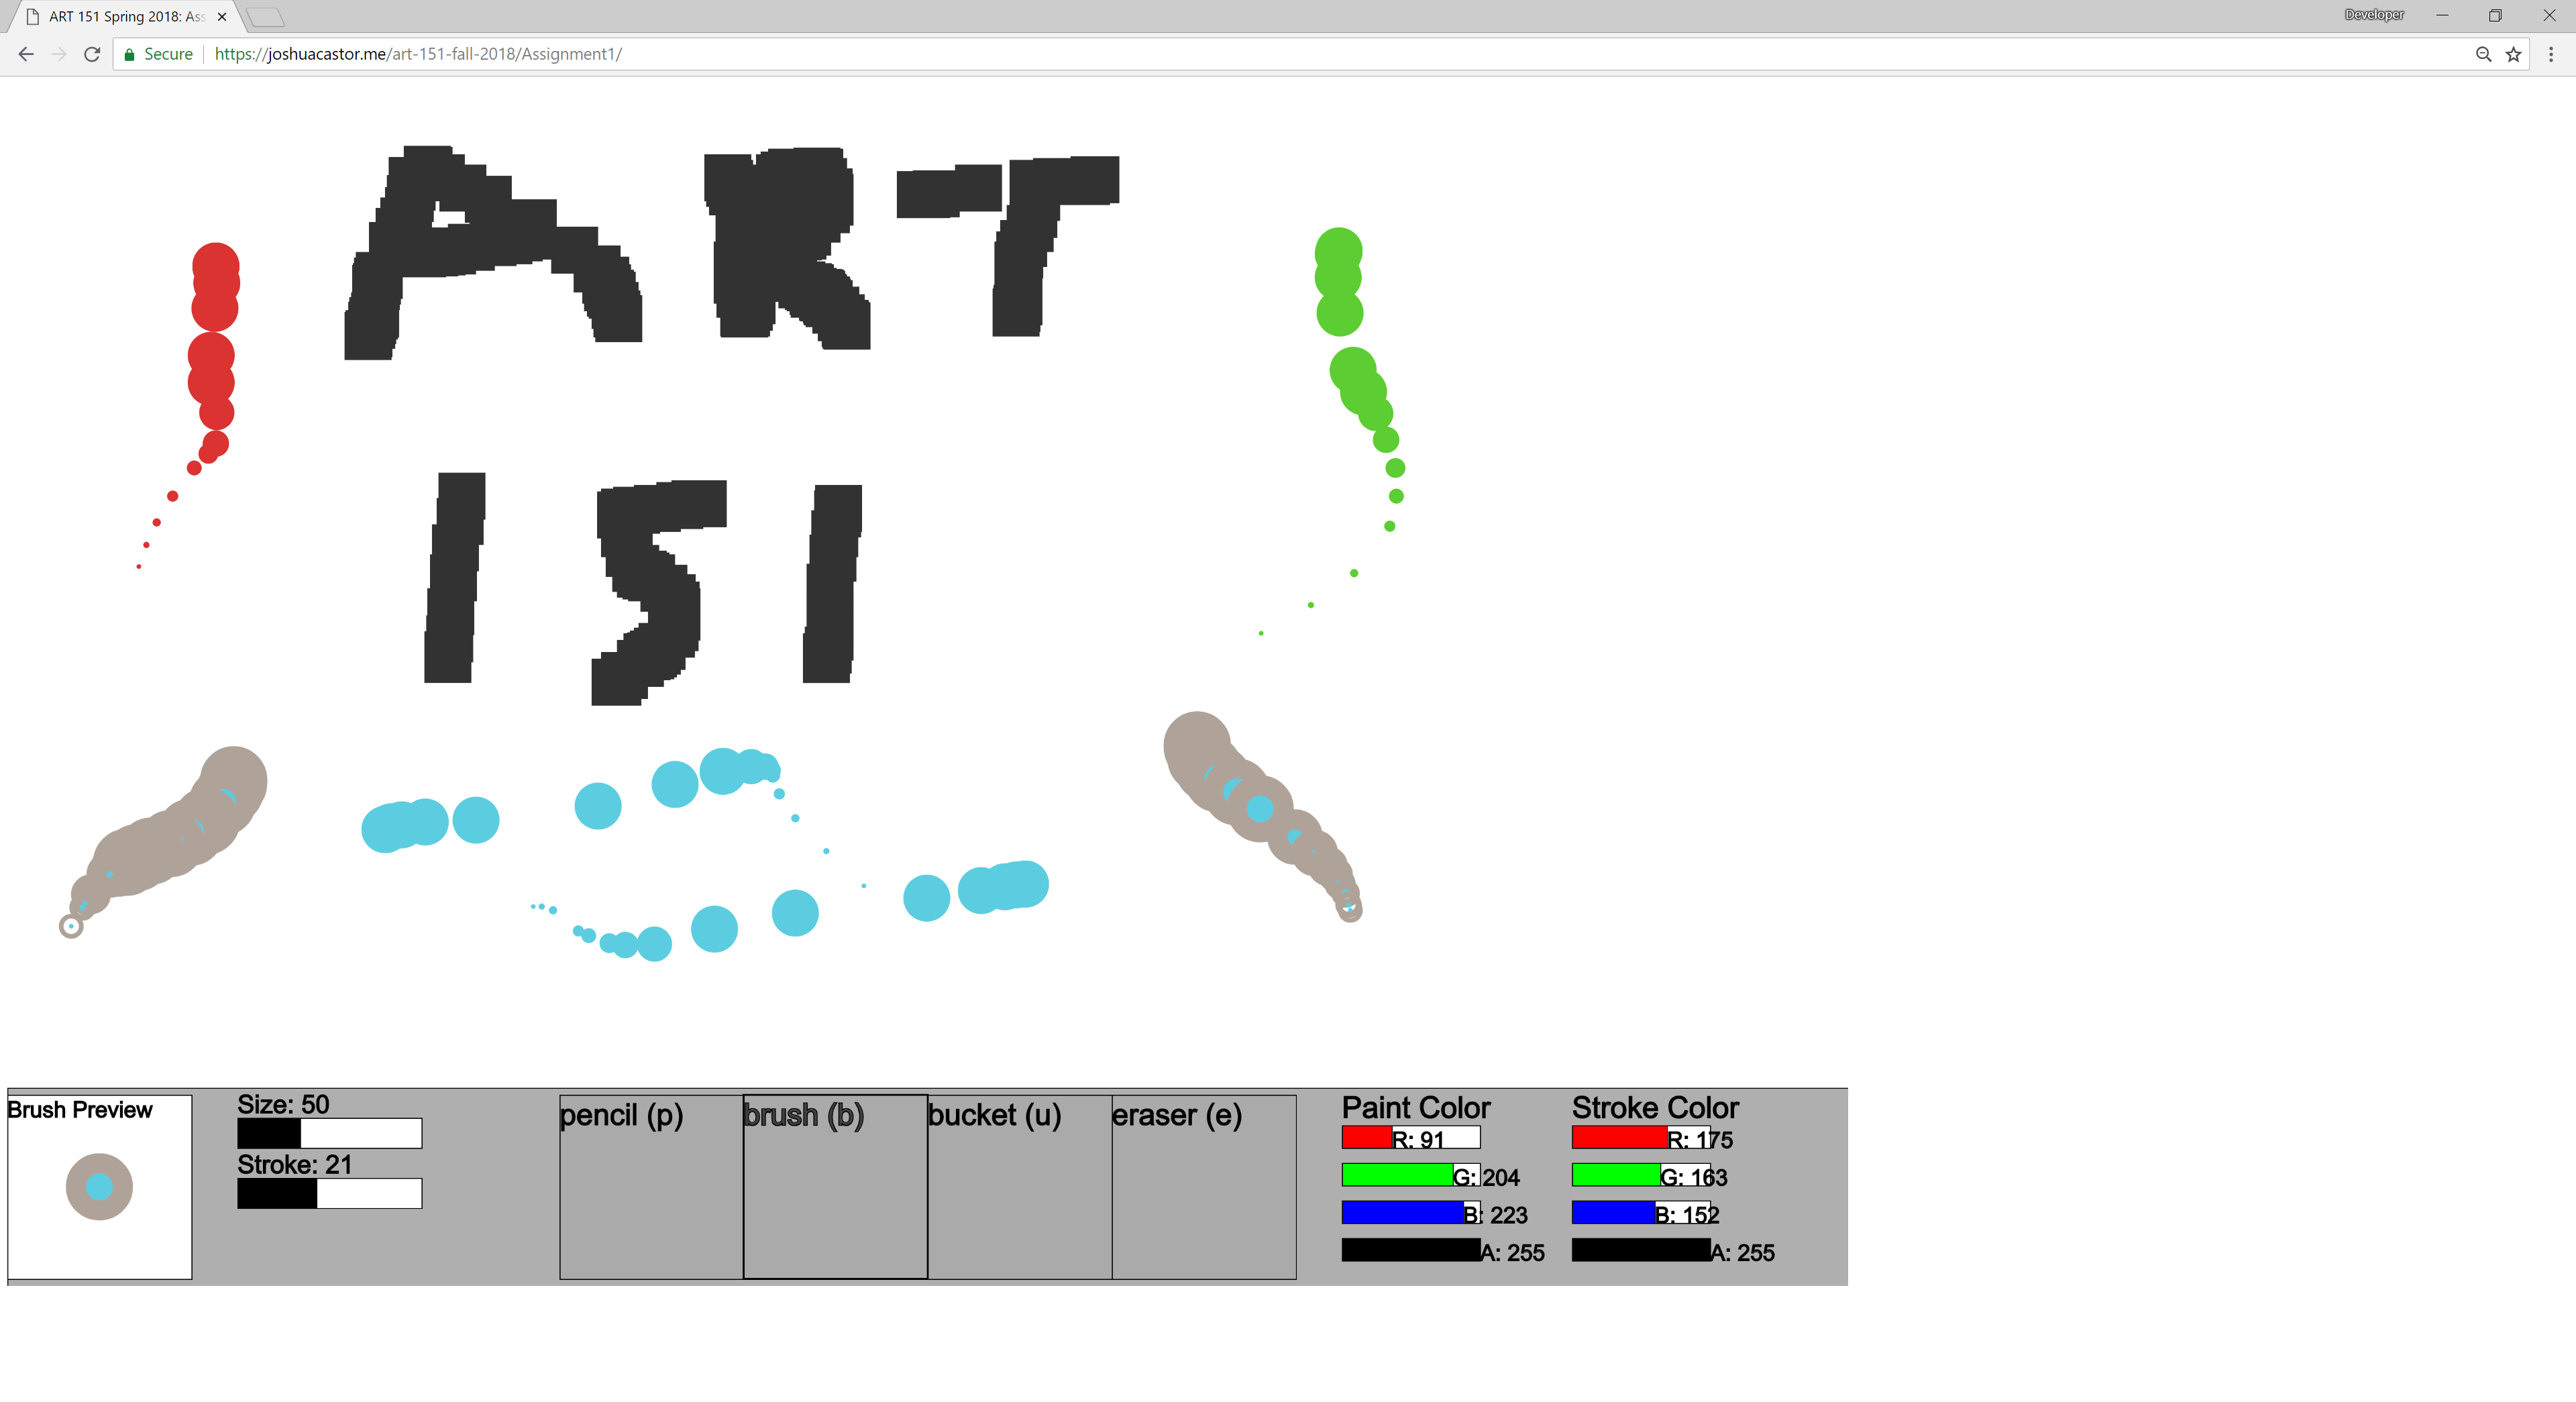 ART 151 Spring 2018: Ass
Developer
Secure
https://joshuacastor.me/art-151-fall-2018/Assignment1/
ART
151
Brush Preview
Size: 50
Stroke: 21
pencil (p)
brush (b)
bucket (u)
eraser (e)
Paint Color
R: 91
G: 204
B: 223
A: 255
Stroke Color
R: 175
G: 163
B: 152
A: 255